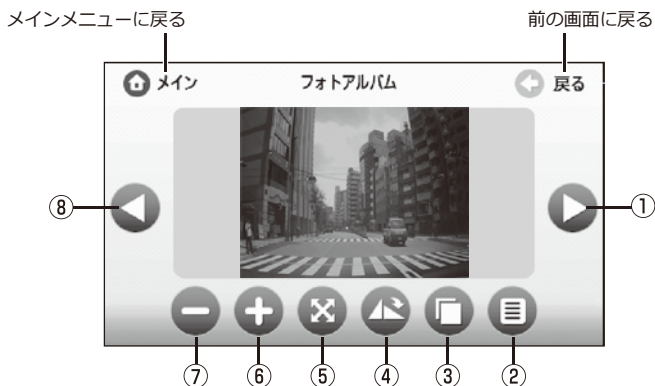 メインメニューに戻る 前の画面に戻る
メイン フォトアルバム 戻る
⑧ ①
⑦ ⑥ ⑤ ④ ③ ②